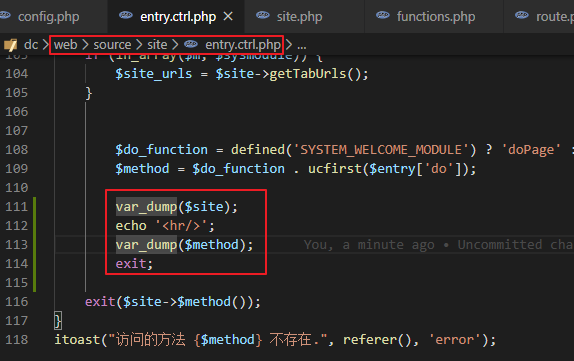 config.php entry.ctrl.php × site.php functions.php route.p
dc > web > source > site > entry.ctrl.php > ...
103 if (in_array($m, $sysmodule)) {
104 $site_urls = $site->getTabUrls();
105 }
106
107
108 $do_function = defined('SYSTEM_WELCOME_MODULE') ? 'doPage' :
109 $method = $do_function . ucfirst($entry['do']);
110
111 var_dump($site);
112 echo '<hr/>';
113 var_dump($method); You, a minute ago • Uncommitted cha
114 exit;
115
116 exit($site->$method());
117 }
118 itoast("访问的方法 {$method} 不存在.", referer(), 'error');